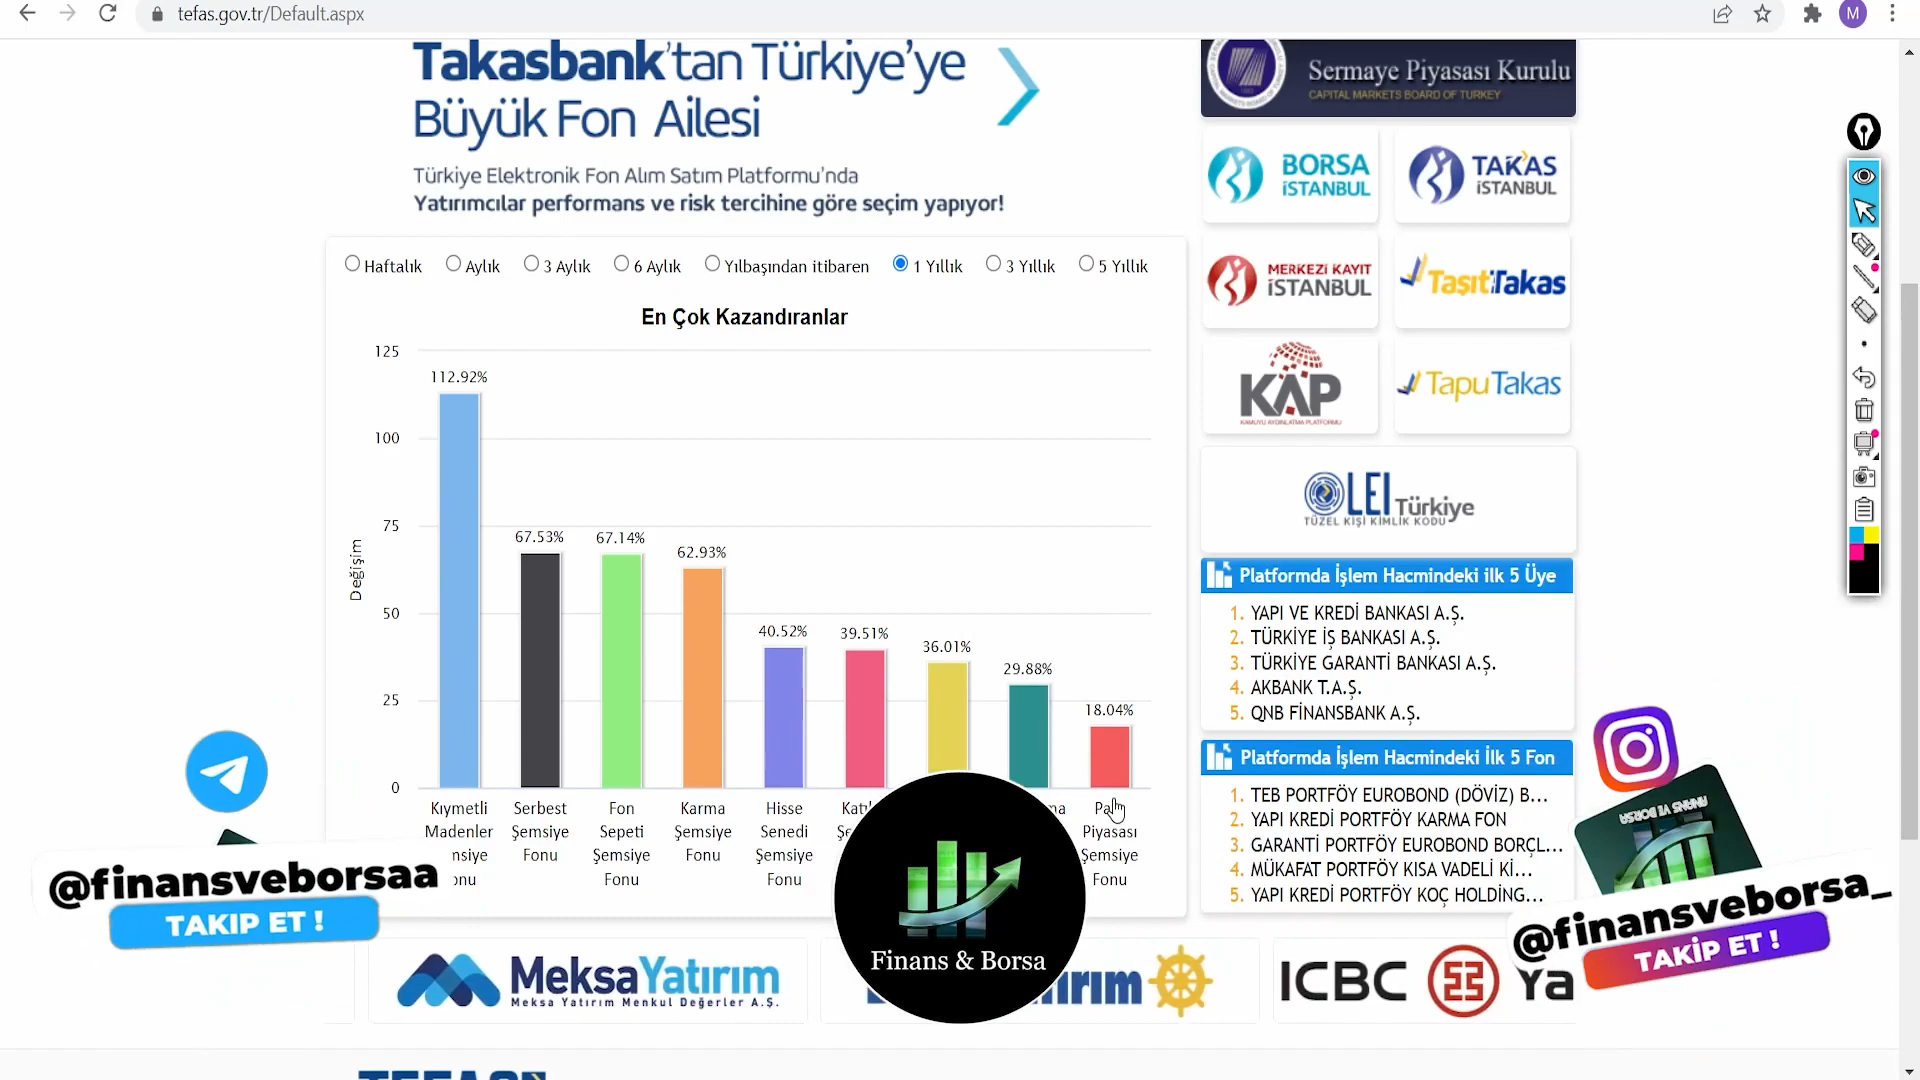 tefas.gov.tr/Default.aspx
M
Takasbank'tan Türkiye'ye
Büyük Fon Ailesi
Türkiye Elektronik Fon Alım Satım Platformu'nda
Yatırımcılar performans ve risk tercihine göre seçim yapıyor!
Haftalık
Aylık
3 Aylık
6 Aylık
Yılbaşından itibaren
1 Yıllık
3 Yıllık
5 Yıllık
En Çok Kazandıranlar
Değişim
125
100
75
50
25
0
112.92%
67.53%
67.14%
62.93%
40.52%
39.51%
36.01%
29.88%
18.04%
Kıymetli
Madenler
Serbest
Şemsiye
Fonu
Fon
Sepeti
Şemsiye
Fonu
Karma
Şemsiye
Fonu
Hisse
Senedi
Şemsiye
Fonu
Piyasası
Şemsiye
Fonu
Sermaye Piyasası Kurulu
CAPITAL MARKETS BOARD OF TURKEY
BORSA
İSTANBUL
TAKAS
İSTANBUL
MERKEZİ KAYIT
İSTANBUL
TaşıtTakas
KAP
KAMUYU AYDINLATMA PLATFORMU
TapuTakas
LEI Türkiye
TÜZEL KİŞİ KİMLİK KODU
Platformda İşlem Hacmindeki ilk 5 Üye
1. YAPI VE KREDİ BANKASI A.Ş.
2. TÜRKİYE İŞ BANKASI A.Ş.
3. TÜRKİYE GARANTİ BANKASI A.Ş.
4. AKBANK T.A.Ş.
5. QNB FİNANSBANK A.Ş.
Platformda İşlem Hacmindeki İlk 5 Fon
1. TEB PORTFÖY EUROBOND (DÖVİZ) B...
2. YAPI KREDİ PORTFÖY KARMA FON
3. GARANTİ PORTFÖY EUROBOND BORÇL...
4. MÜKAFAT PORTFÖY KISA VADELİ Kİ...
5. YAPI KREDİ PORTFÖY KOÇ HOLDİNG...
@finansveborsaa
TAKIP ET !
Finans & Borsa
FINANS VE BORSA
@finansveborsa_
TAKİP ET !
MeksaYatırım
Meksa Yatırım Menkul Değerler A.Ş.
ICBC
Ya